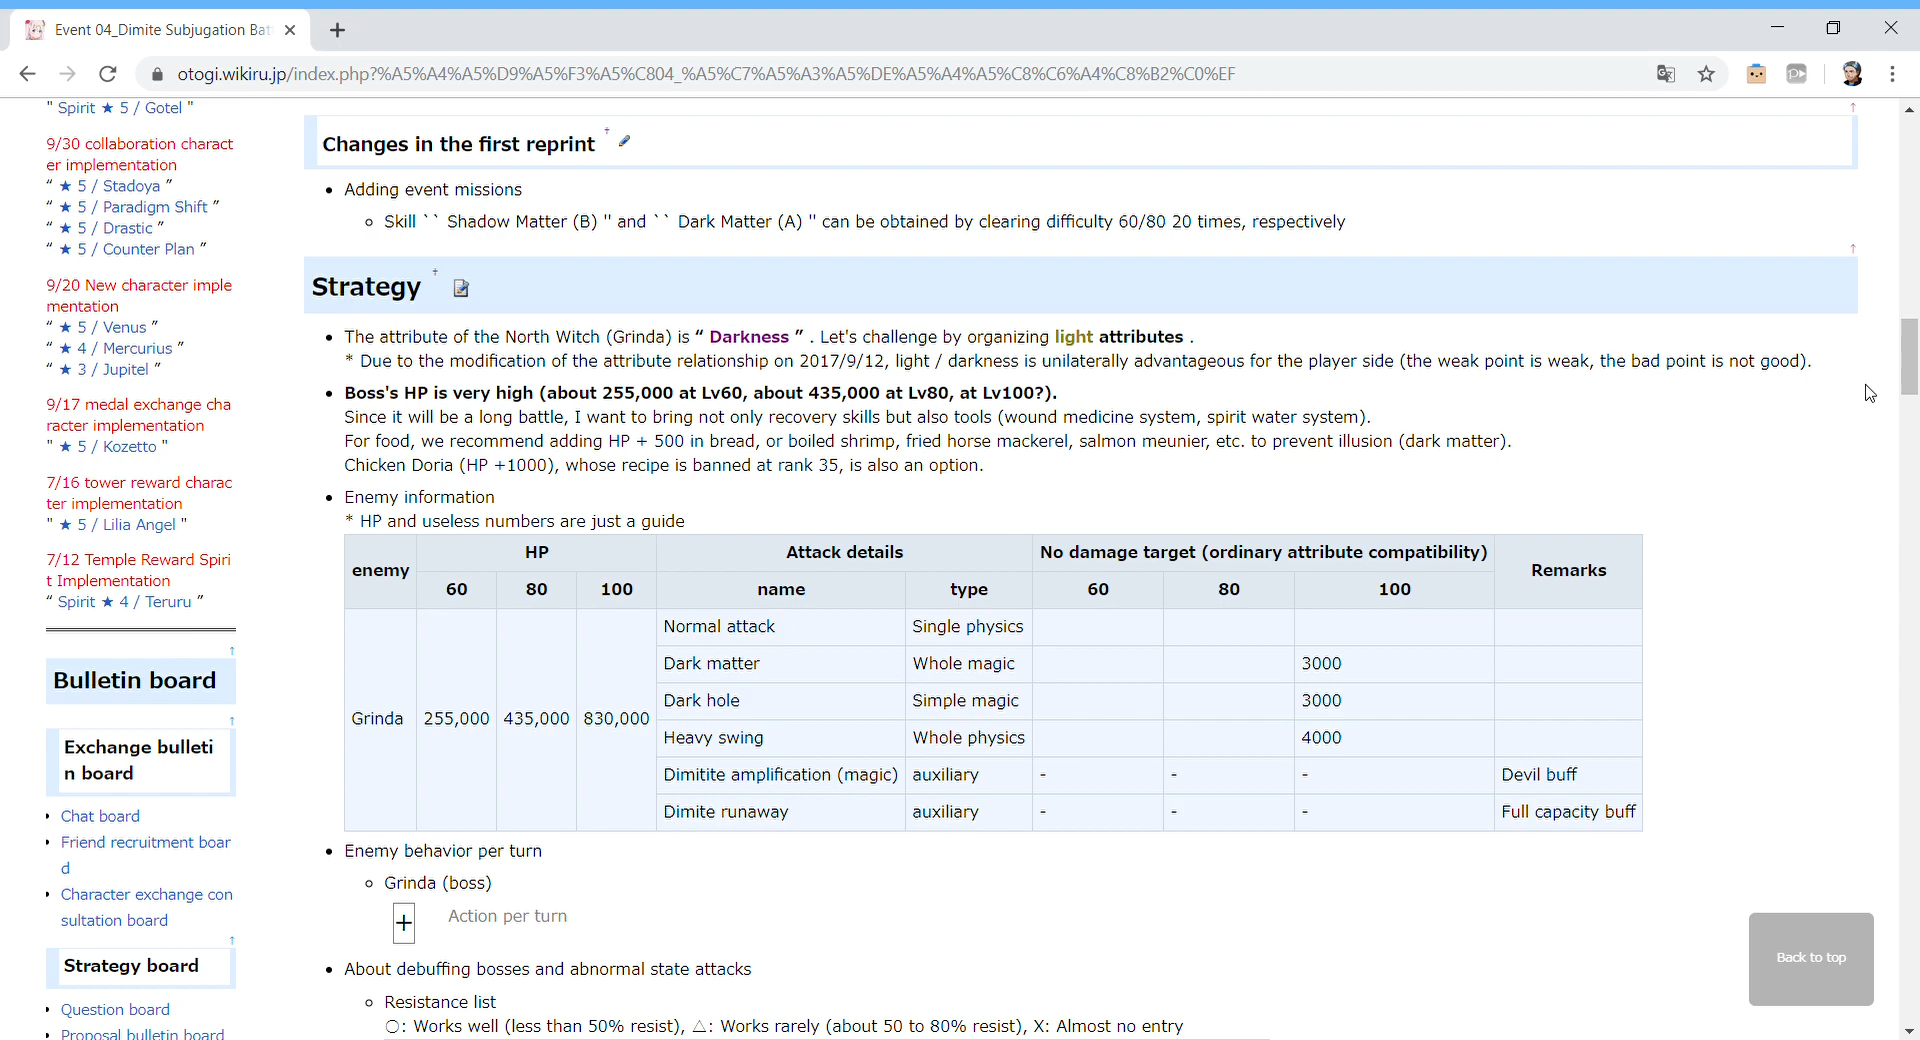 Event 04_Dimite Subjugation Bat
otogi.wikiru.jp/index.php?%A5%A4%A5%D9%A5%F3%A5%C804_%A5%C7%A5%A3%A5%DE%A5%A4%A5%C8%C6%A4%C8%B2%C0%EF
" Spirit ★ 5 / Gotel "
9/30 collaboration charact
er implementation
“ ★ 5 / Stadoya ”
“ ★ 5 / Paradigm Shift ”
“ ★ 5 / Drastic ”
“ ★ 5 / Counter Plan ”
9/20 New character imple
mentation
“ ★ 5 / Venus ”
“ ★ 4 / Mercurius ”
“ ★ 3 / Jupitel ”
9/17 medal exchange cha
racter implementation
" ★ 5 / Kozetto "
7/16 tower reward charac
ter implementation
" ★ 5 / Lilia Angel "
7/12 Temple Reward Spiri
t Implementation
“ Spirit ★ 4 / Teruru ”
↑
Bulletin board
↑
Exchange bulleti
n board
• Chat board
• Friend recruitment boar
d
• Character exchange con
sultation board
↑
Strategy board
• Question board
• Proposal bulletin board
↑
Changes in the first reprint †
• Adding event missions
Skill `` Shadow Matter (B) '' and `` Dark Matter (A) '' can be obtained by clearing difficulty 60/80 20 times, respectively
↑
Strategy †
• The attribute of the North Witch (Grinda) is “ Darkness ” . Let's challenge by organizing light attributes .
* Due to the modification of the attribute relationship on 2017/9/12, light / darkness is unilaterally advantageous for the player side (the weak point is weak, the bad point is not good).
• Boss's HP is very high (about 255,000 at Lv60, about 435,000 at Lv80, at Lv100?).
Since it will be a long battle, I want to bring not only recovery skills but also tools (wound medicine system, spirit water system).
For food, we recommend adding HP + 500 in bread, or boiled shrimp, fried horse mackerel, salmon meunier, etc. to prevent illusion (dark matter).
Chicken Doria (HP +1000), whose recipe is banned at rank 35, is also an option.
• Enemy information
* HP and useless numbers are just a guide
enemy HP Attack details No damage target (ordinary attribute compatibility) Remarks
60 80 100 name type 60 80 100
Grinda 255,000 435,000 830,000
Normal attack Single physics
Dark matter Whole magic 3000
Dark hole Simple magic 3000
Heavy swing Whole physics 4000
Dimitite amplification (magic) auxiliary - - - Devil buff
Dimite runaway auxiliary - - - Full capacity buff
• Enemy behavior per turn
Grinda (boss)
+ Action per turn
• About debuffing bosses and abnormal state attacks
Resistance list
○: Works well (less than 50% resist), △: Works rarely (about 50 to 80% resist), X: Almost no entry
Back to top